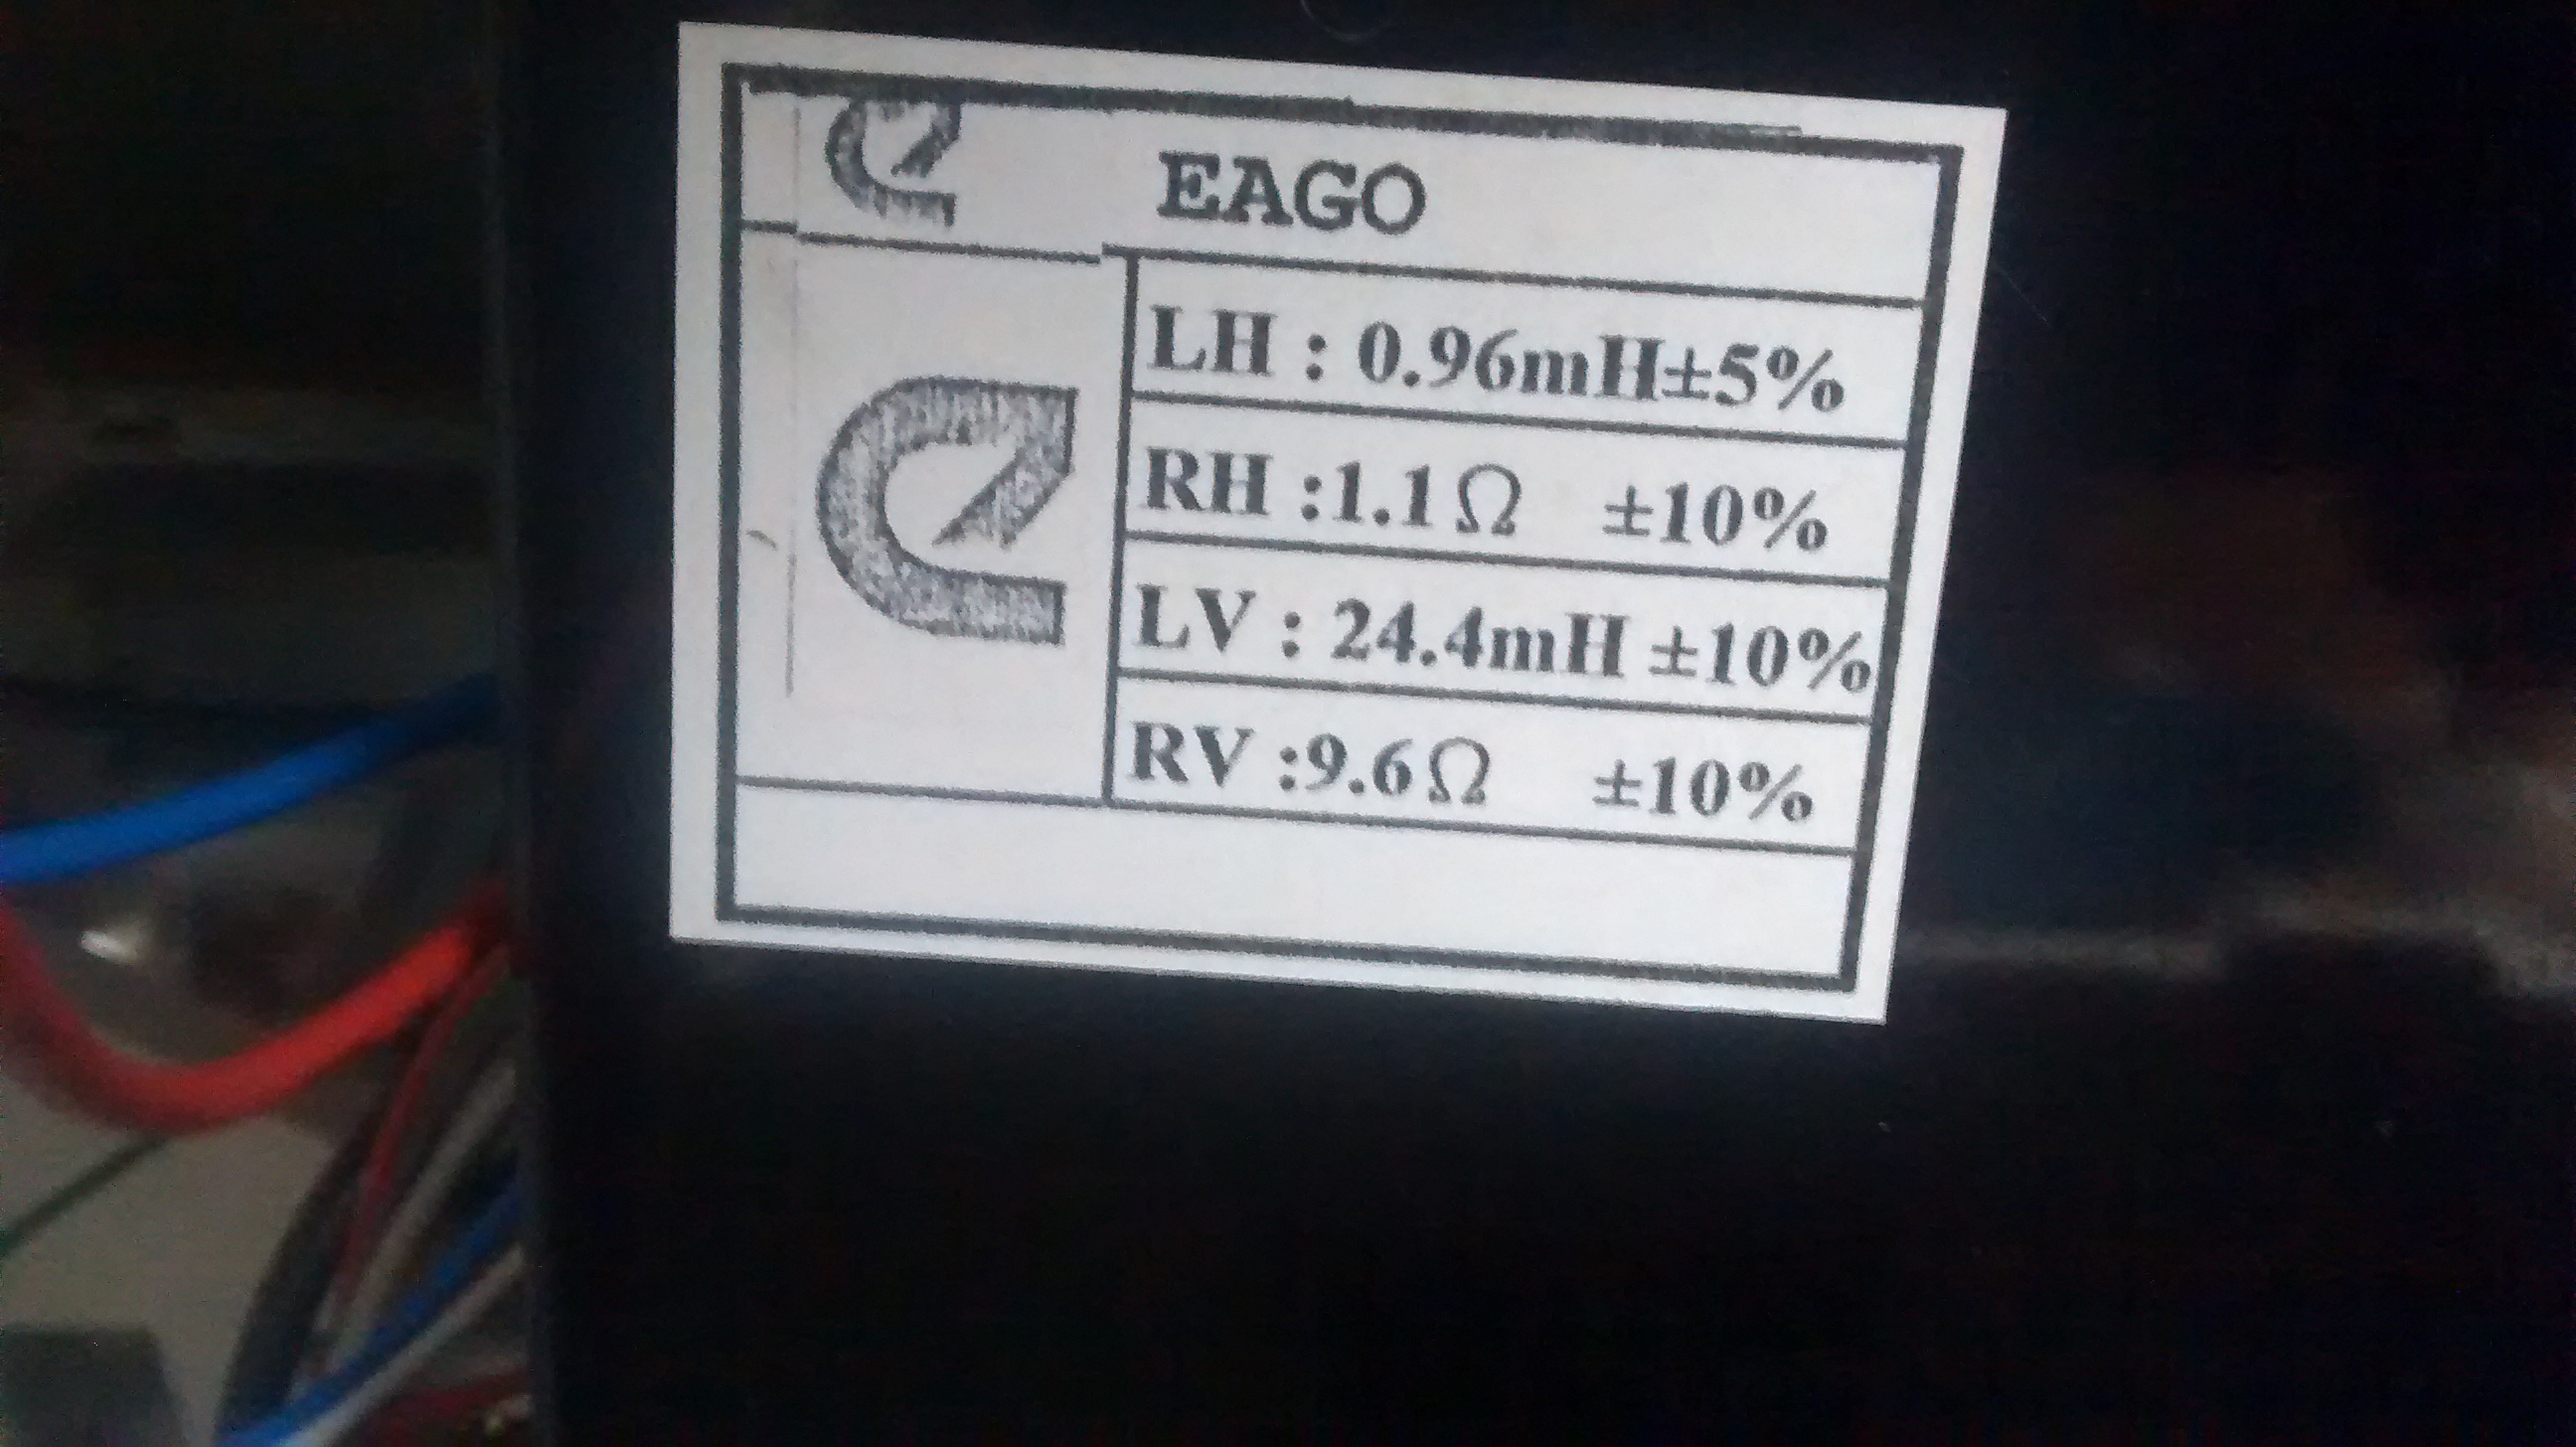 EAGO
LH : 0.96mH±5%
RH :1.1Ω ±10%
LV : 24.4mH ±10%
RV :9.6Ω ±10%